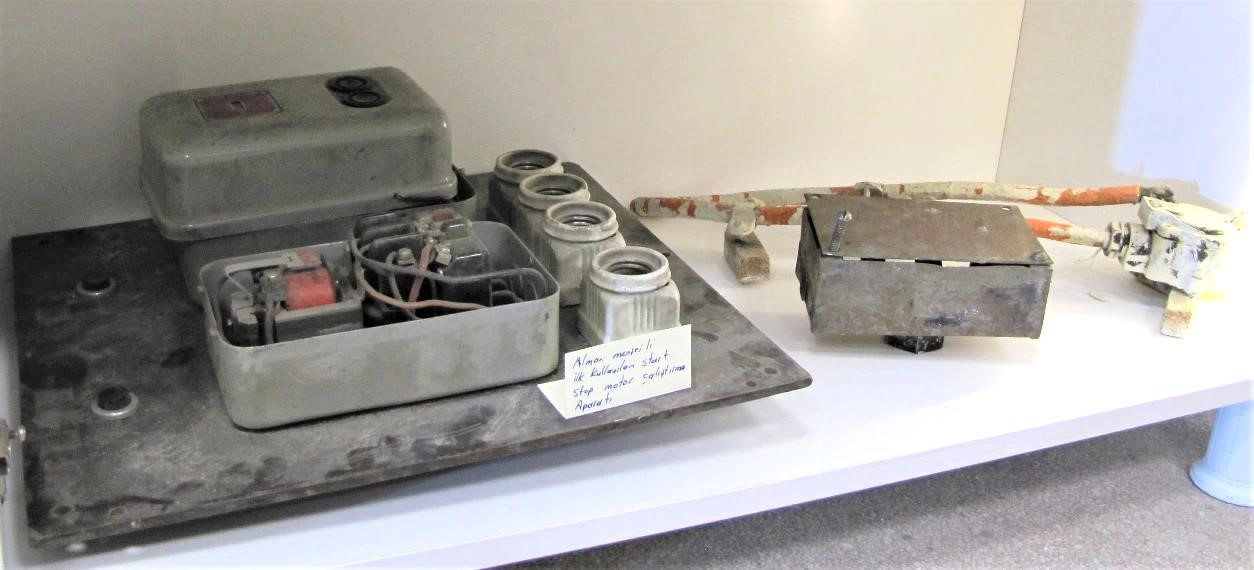 Alman menşeili
ilk kullanılan start
stop motor çalıştırma
Aparatı